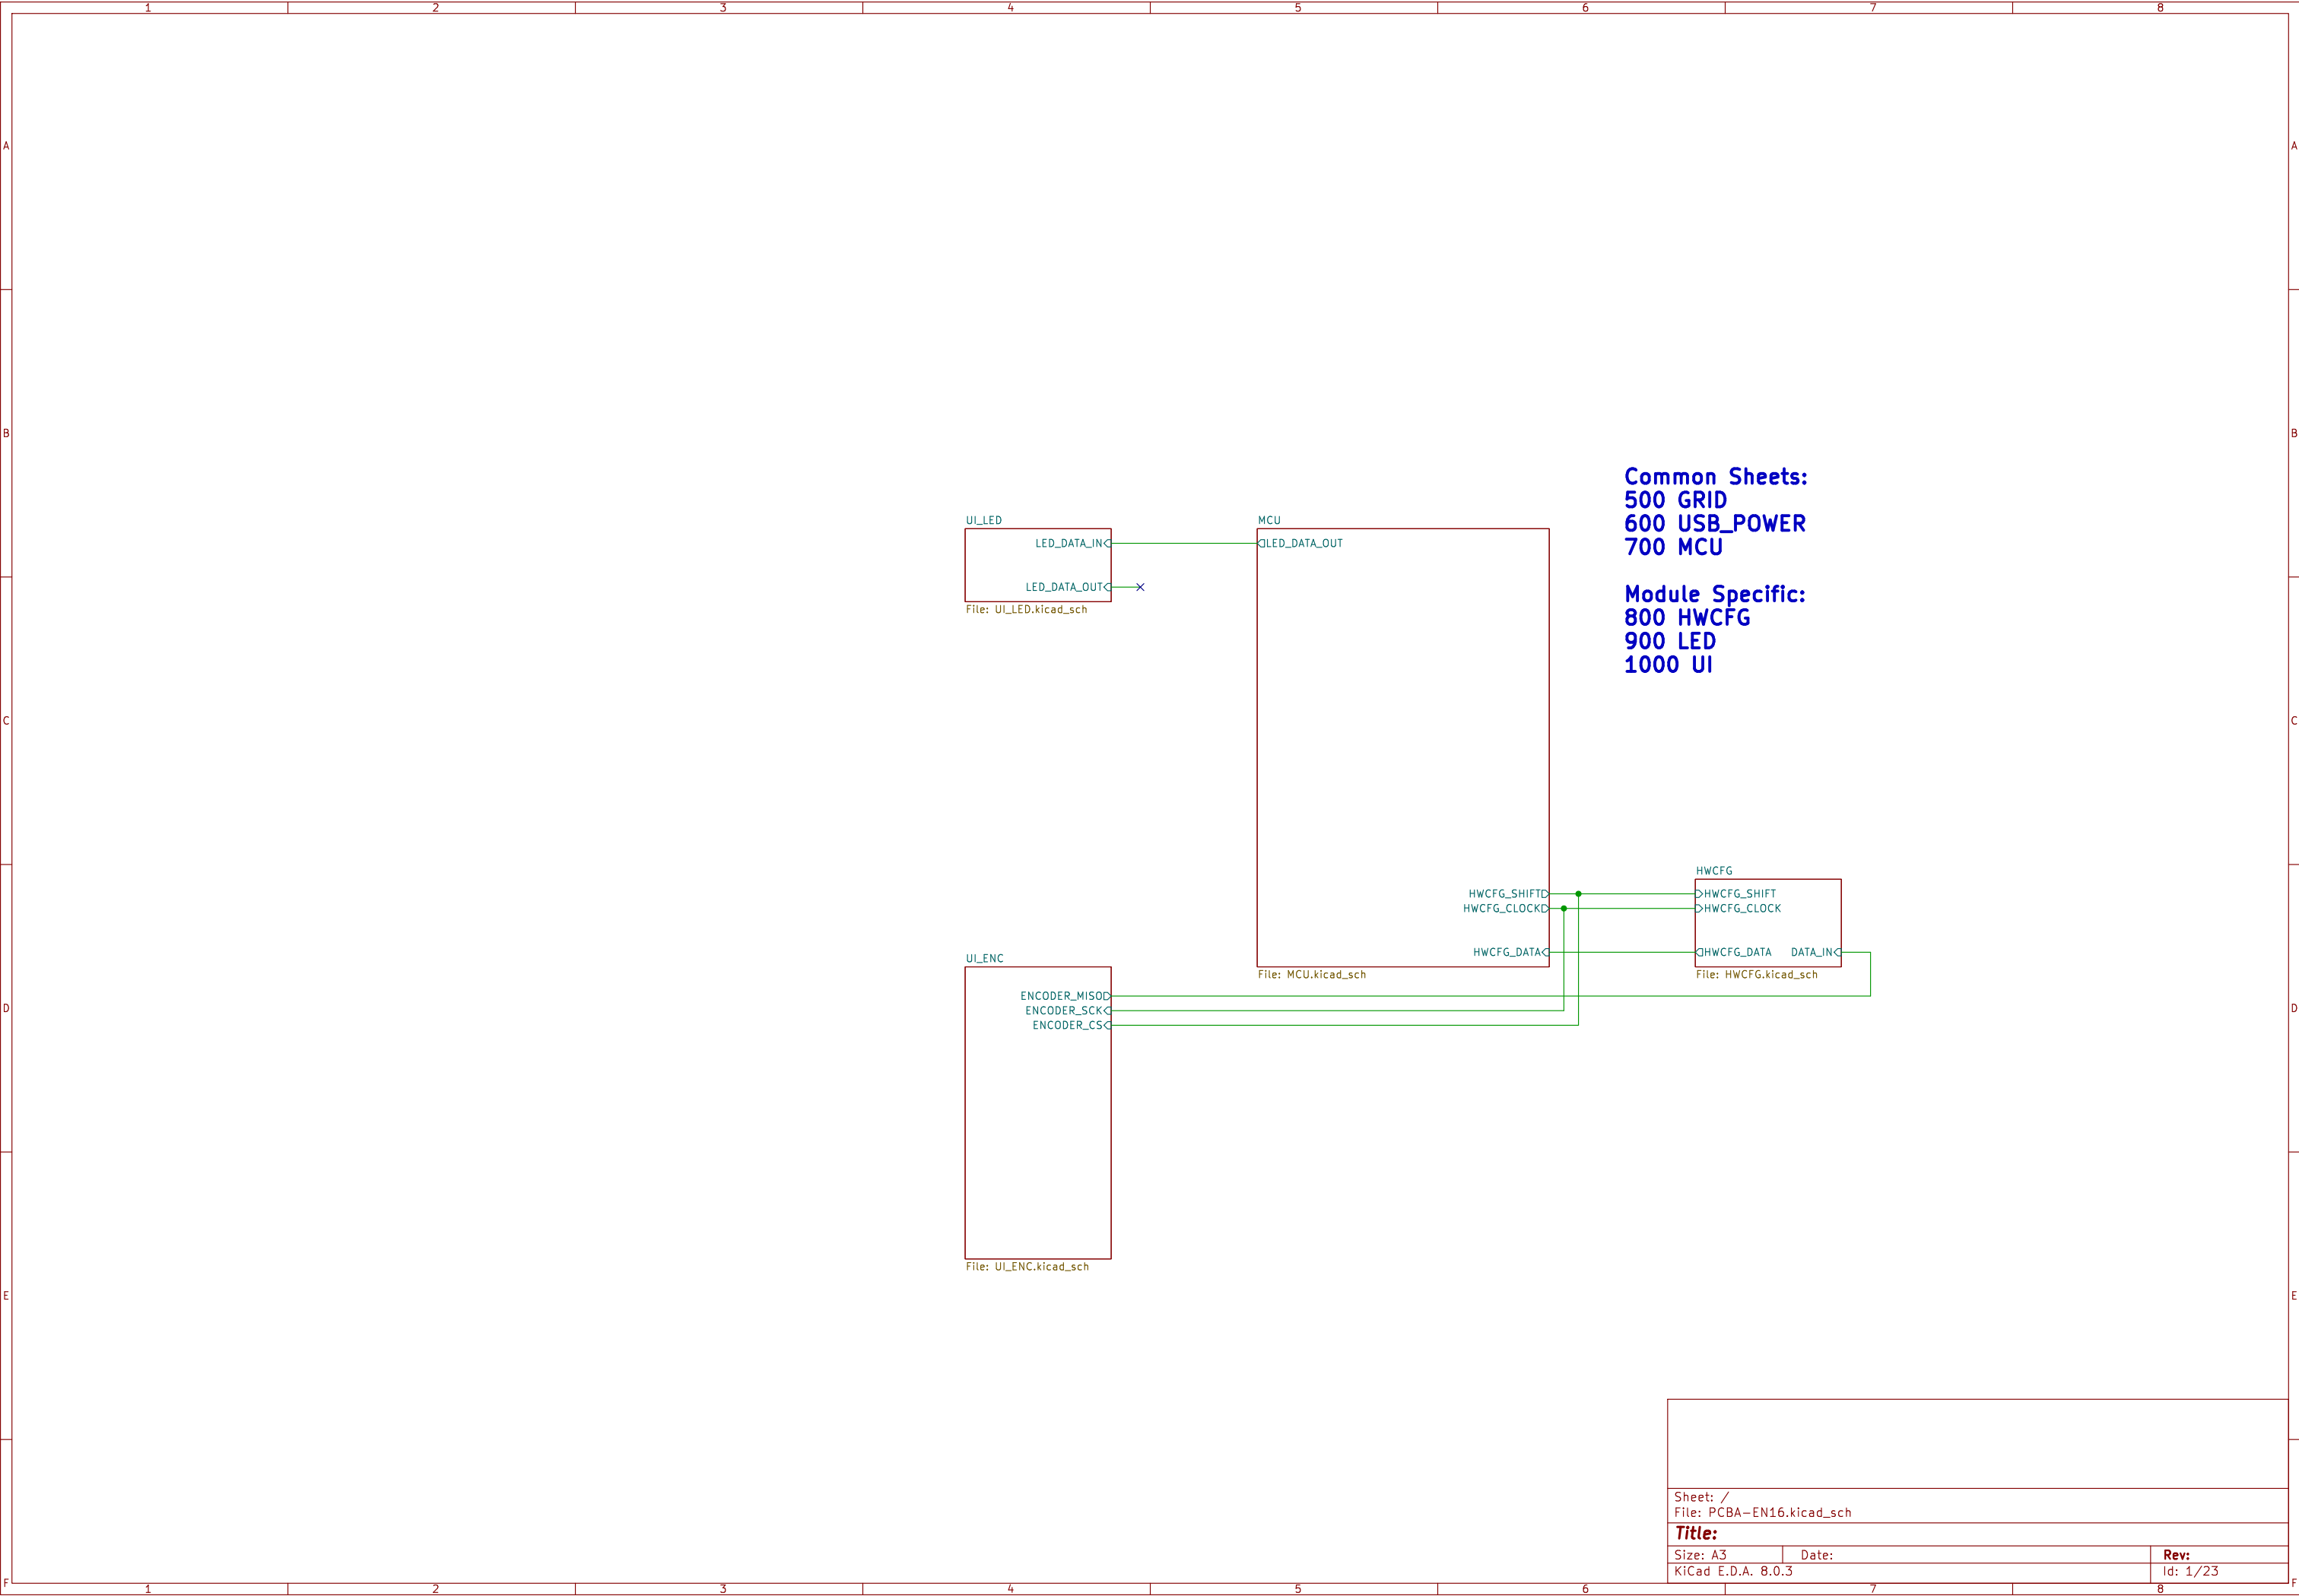 1 2 3 4 5 6 7 8
A A
B B
Common Sheets:
500 GRID
600 USB_POWER
700 MCU
Module Specific:
800 HWCFG
900 LED
1000 UI
UI_LED
LED_DATA_IN
LED_DATA_OUT
File: UI_LED.kicad_sch
MCU
LED_DATA_OUT
HWCFG_SHIFT
HWCFG_CLOCK
HWCFG_DATA
File: MCU.kicad_sch
C C
HWCFG
HWCFG_SHIFT
HWCFG_CLOCK
HWCFG_DATA DATA_IN
File: HWCFG.kicad_sch
UI_ENC
ENCODER_MISO
ENCODER_SCK
ENCODER_CS
File: UI_ENC.kicad_sch
D D
E E
Sheet: /
File: PCBA-EN16.kicad_sch
Title:
Size: A3 Date: Rev:
KiCad E.D.A. 8.0.3 Id: 1/23
F F
1 2 3 4 5 6 7 8